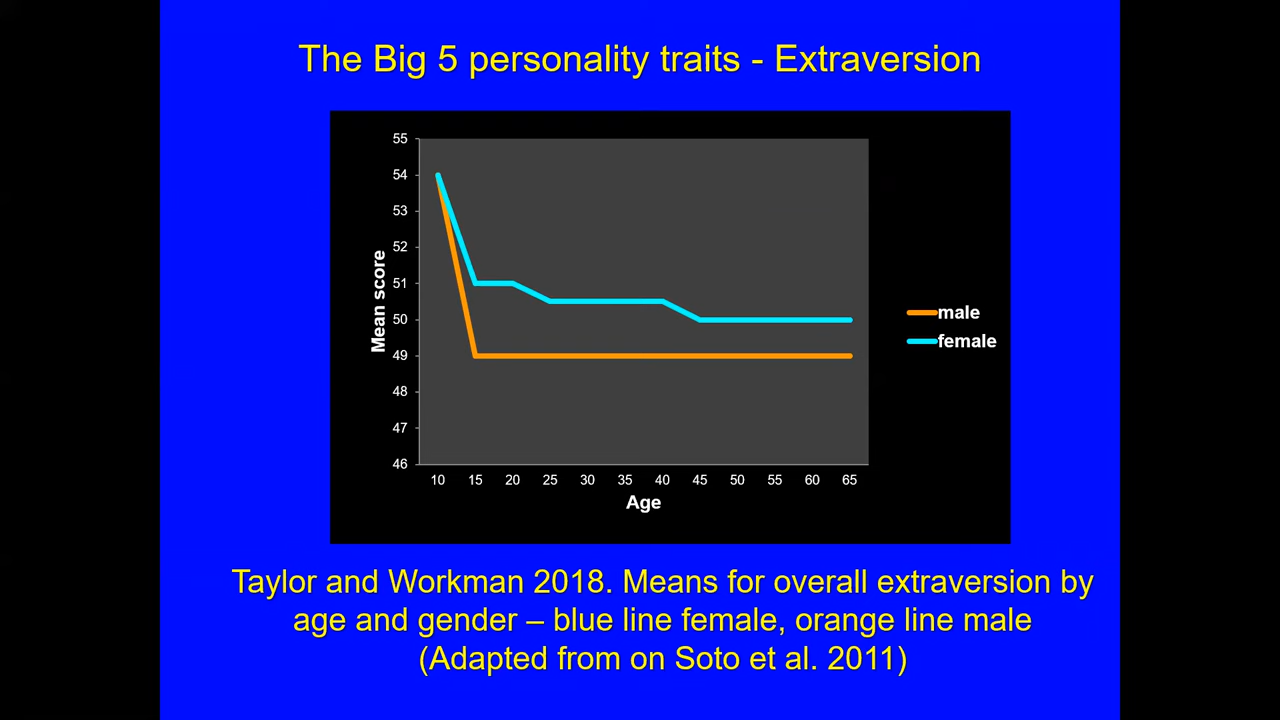 The Big 5 personality traits - Extraversion
55
54
53
52
51
50
49
48
47
46
Mean score
10 15 20 25 30 35 40 45 50 55 60 65
Age
male
female
Taylor and Workman 2018. Means for overall extraversion by
age and gender – blue line female, orange line male
(Adapted from on Soto et al. 2011)